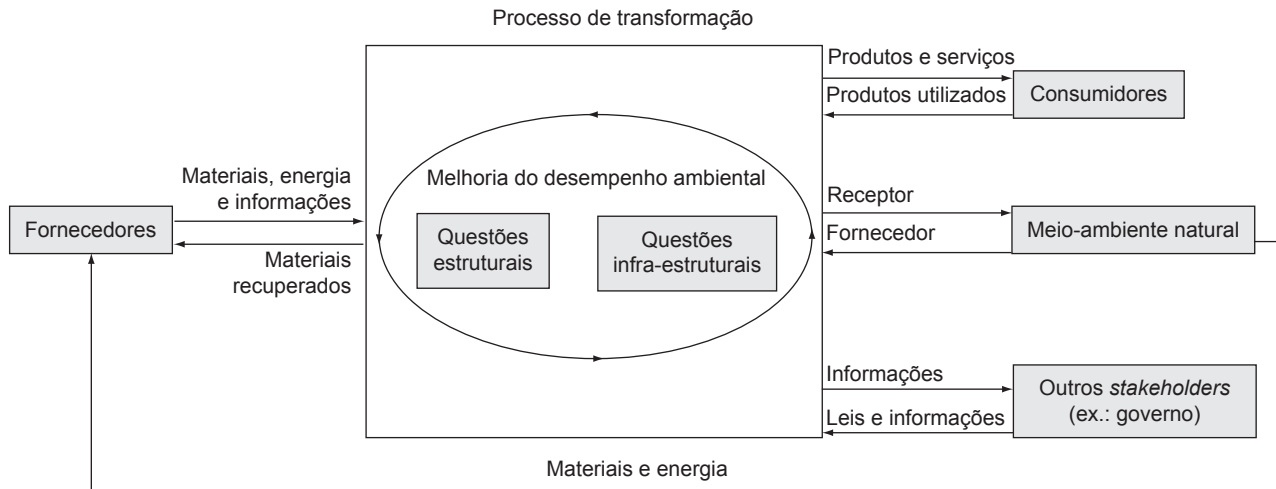 Processo de transformação
Produtos e serviços
Produtos utilizados
Consumidores
Materiais, energia
e informações
Melhoria do desempenho ambiental
Receptor
Fornecedores
Questões
estruturais
Questões
infra-estruturais
Fornecedor
Meio-ambiente natural
Materiais
recuperados
Informações
Outros stakeholders
(ex.: governo)
Leis e informações
Materiais e energia